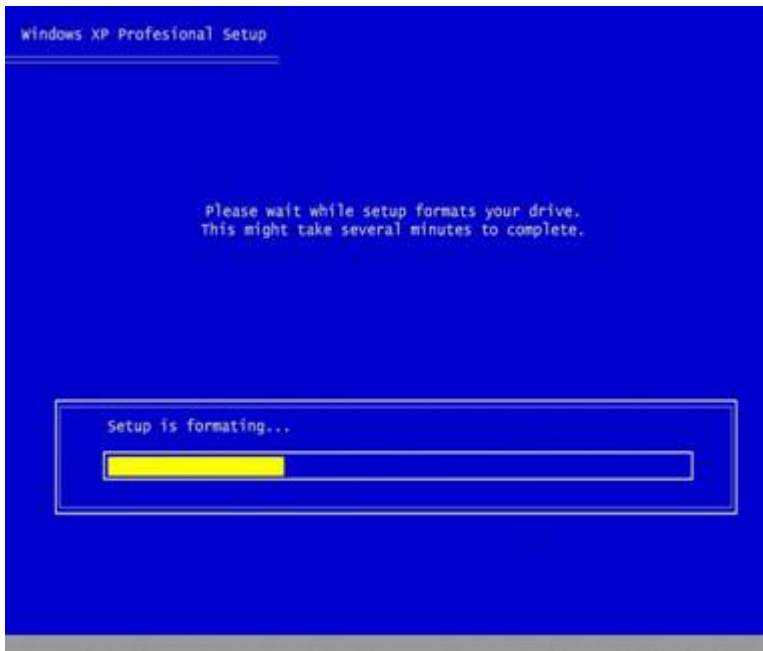 Windows XP Profesional Setup
Please wait while setup formats your drive.
This might take several minutes to complete.
Setup is formating...